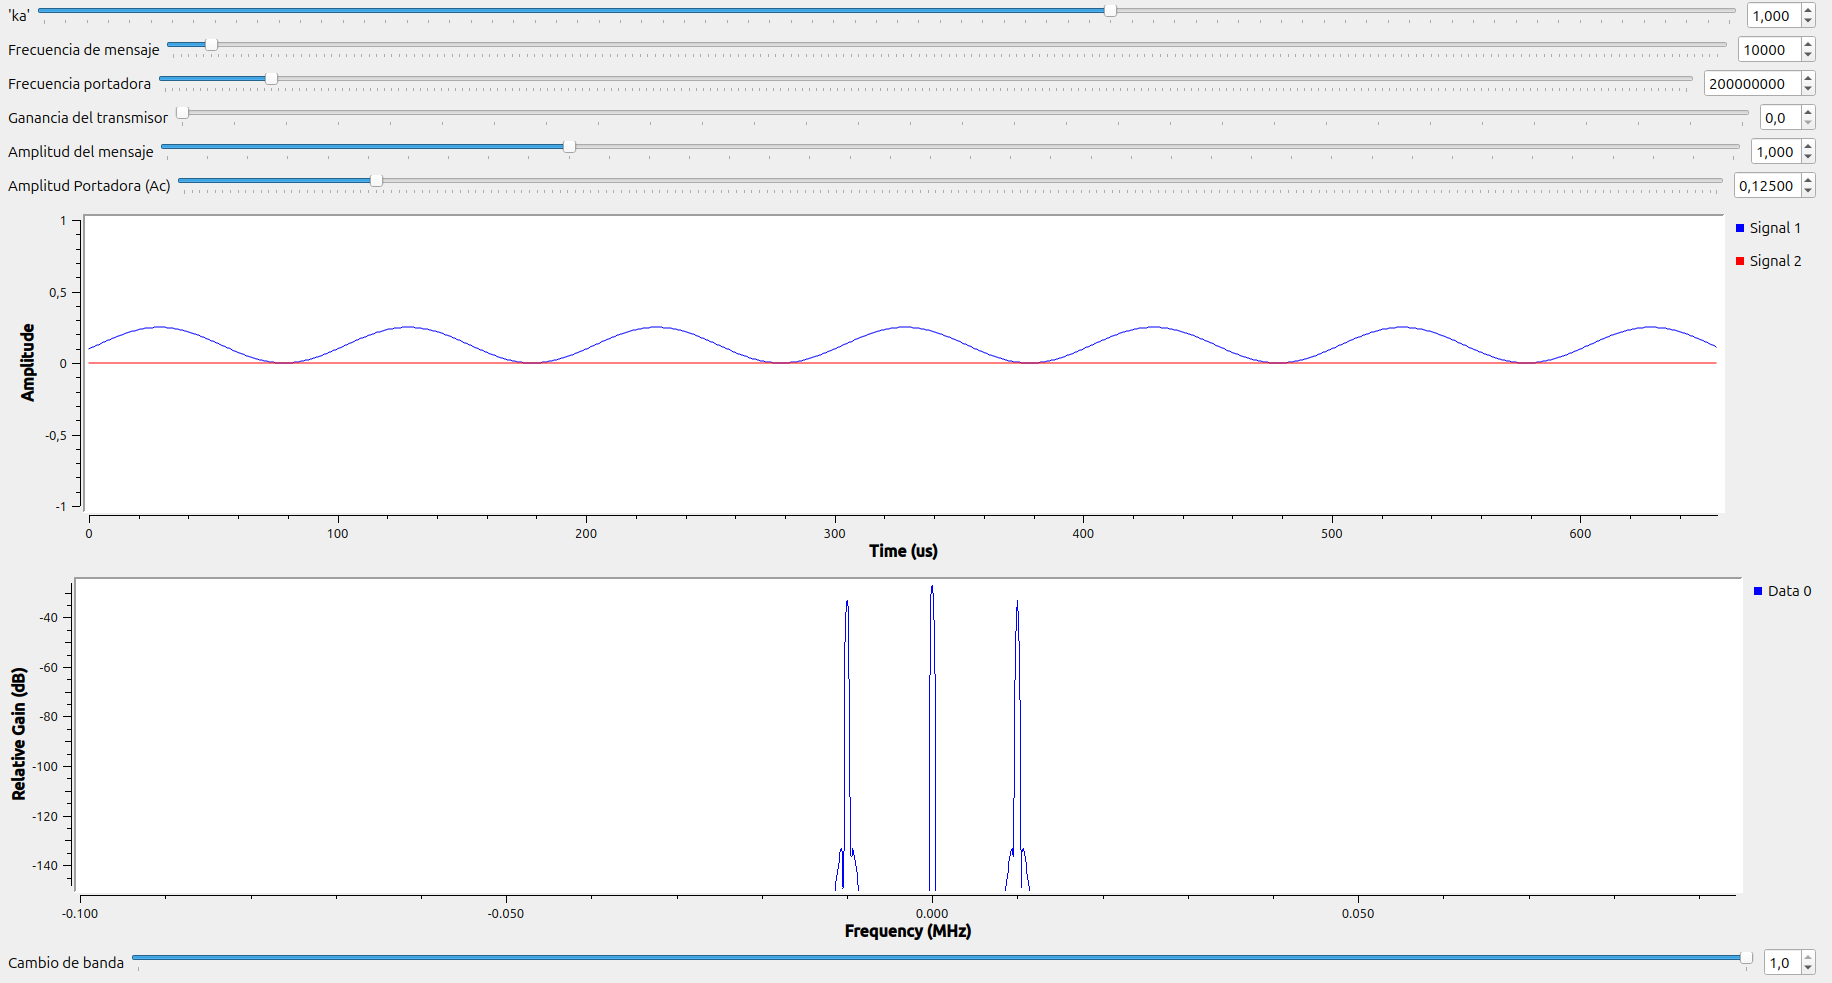 'ka' 1,000
Frecuencia de mensaje 10000
Frecuencia portadora 200000000
Ganancia del transmisor 0,0
Amplitud del mensaje 1,000
Amplitud Portadora (Ac) 0,12500
1
0,5
0
-0,5
-1
Amplitude
0 100 200 300 400 500 600
Time (us)
Signal 1
Signal 2
-40
-60
-80
-100
-120
-140
Relative Gain (dB)
-0.100 -0.050 0.000 0.050
Frequency (MHz)
Data 0
Cambio de banda 1,0